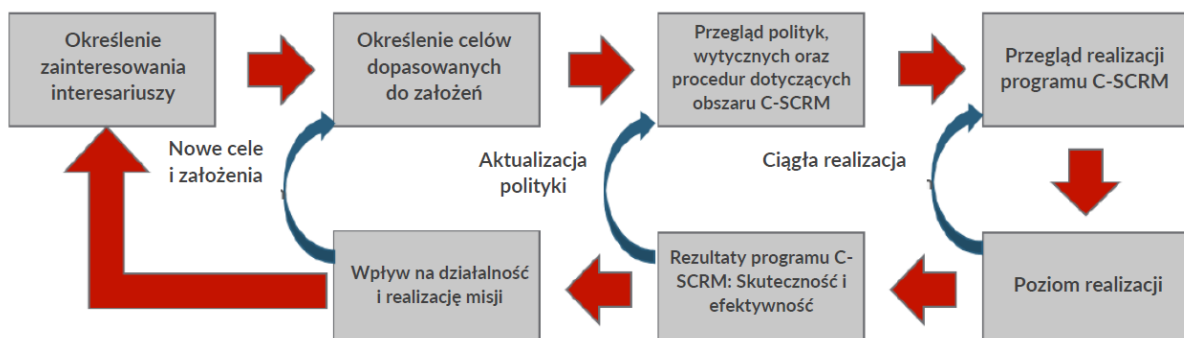 Określenie
zainteresowania
interesariuszy
Określenie celów
dopasowanych
do założeń
Przegląd polityk,
wytycznych oraz
procedur dotyczących
obszaru C-SCRM
Przegląd realizacji
programu C-SCRM
Nowe cele
i założenia
Aktualizacja
polityki
Ciągła realizacja
Wpływ na działalność
i realizację misji
Rezultaty programu C-
SCRM: Skuteczność i
efektywność
Poziom realizacji